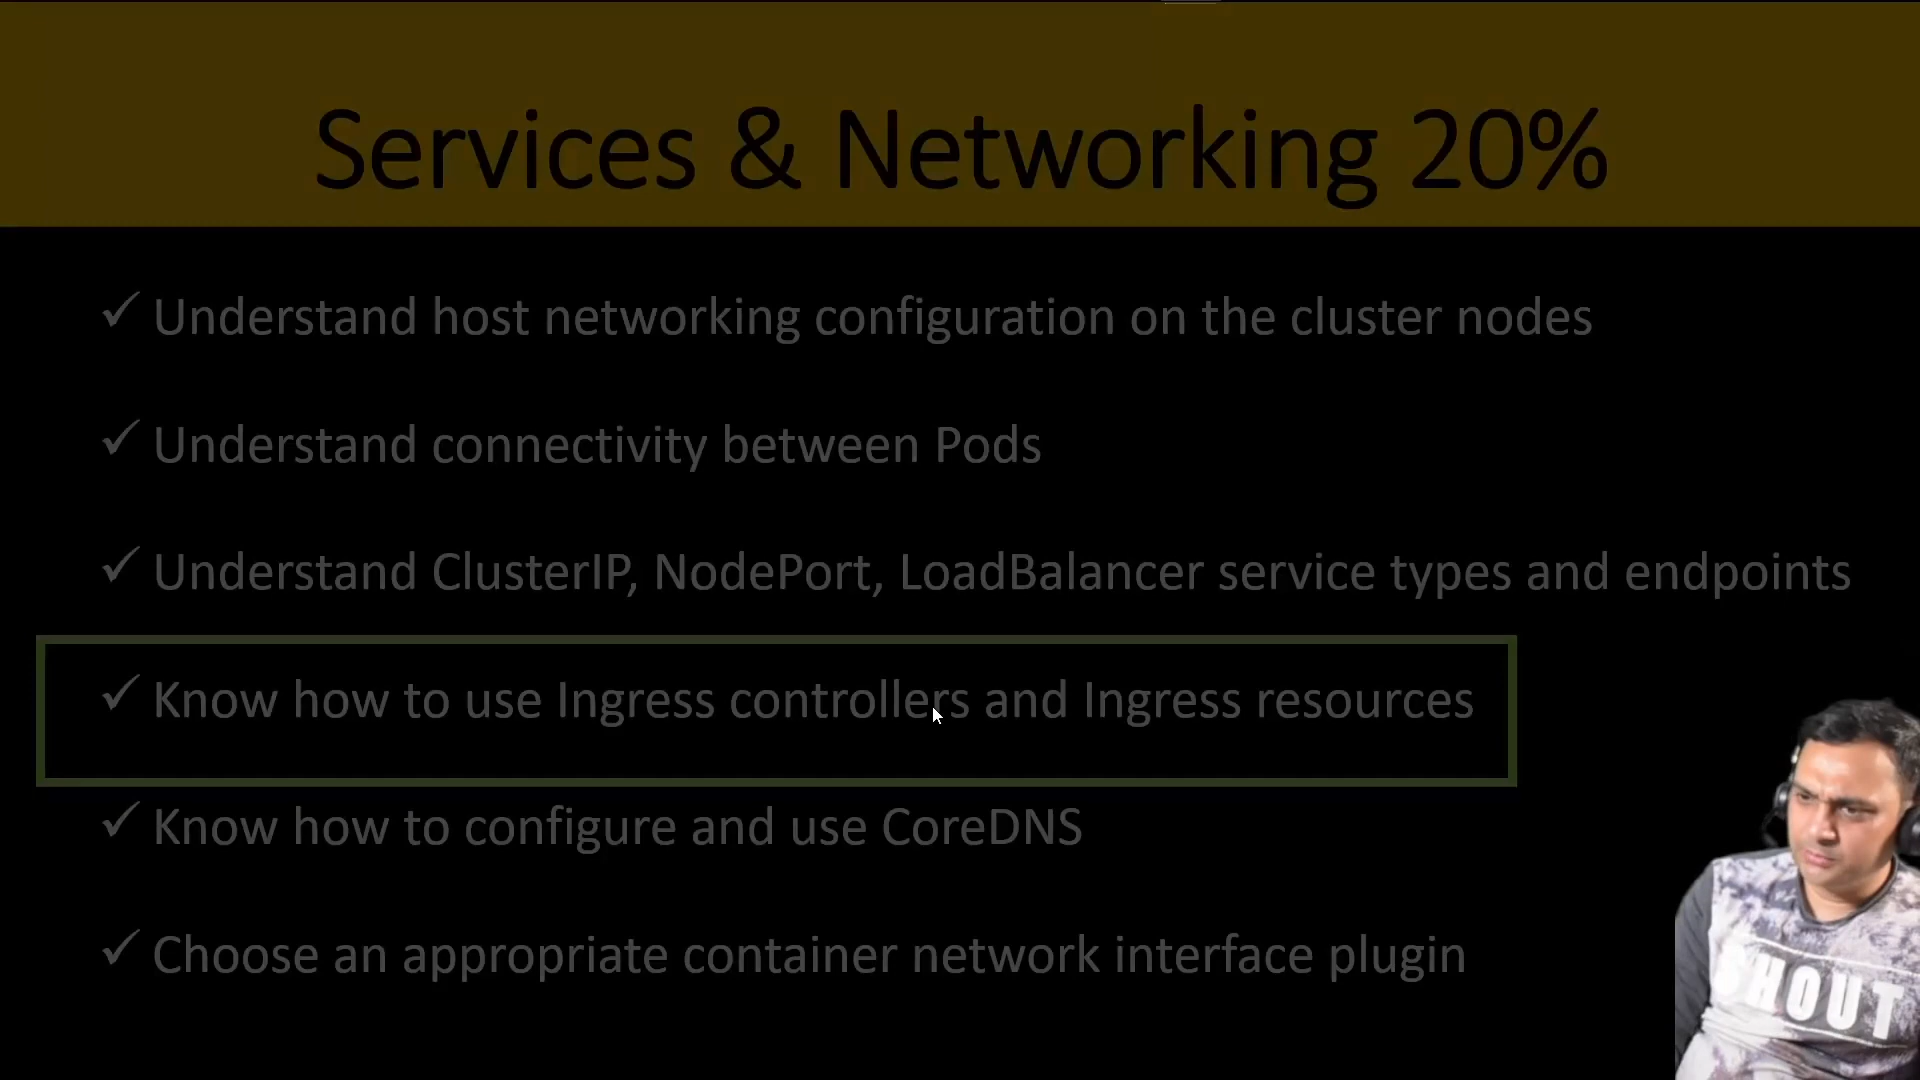 Services & Networking 20%
✓ Understand host networking configuration on the cluster nodes
✓ Understand connectivity between Pods
✓ Understand ClusterIP, NodePort, LoadBalancer service types and endpoints
✓ Know how to use Ingress controllers and Ingress resources
✓ Know how to configure and use CoreDNS
✓ Choose an appropriate container network interface plugin
SHOUT